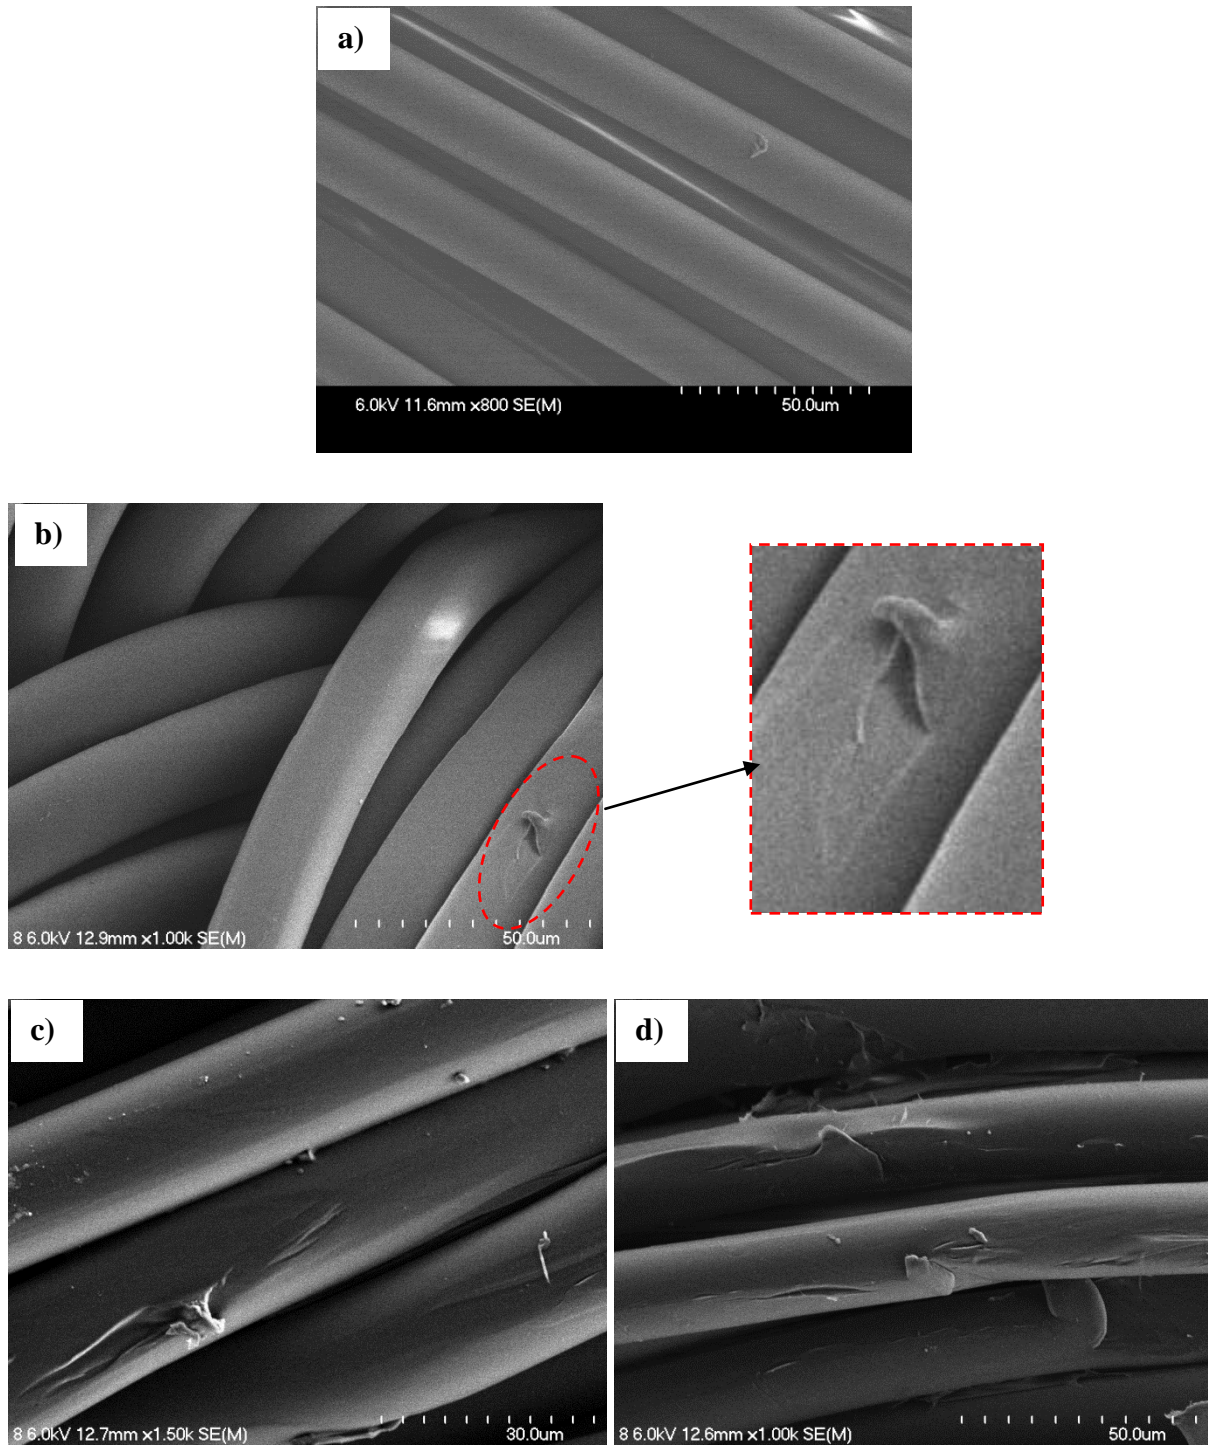 a)
6.0kV 11.6mm x800 SE(M)
50.0um
b)
8 6.0kV 12.9mm x1.00k SE(M)
50.0um
c)
d)
8 6.0kV 12.7mm x1.50k SE(M)
30.0um
8 6.0kV 12.6mm x1.00k SE(M)
50.0um